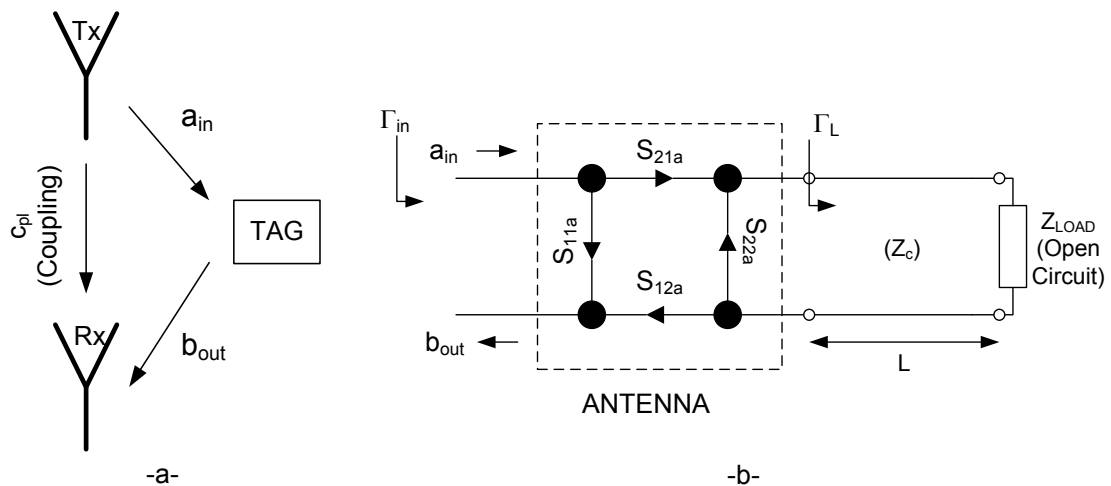 Tx
a_in
c_pl
(Coupling)
TAG
Rx
b_out
-a-
Γ_in
a_in
S_21a
S_11a
S_22a
S_12a
b_out
ANTENNA
Γ_L
(Z_c)
Z_LOAD
(Open
Circuit)
L
-b-